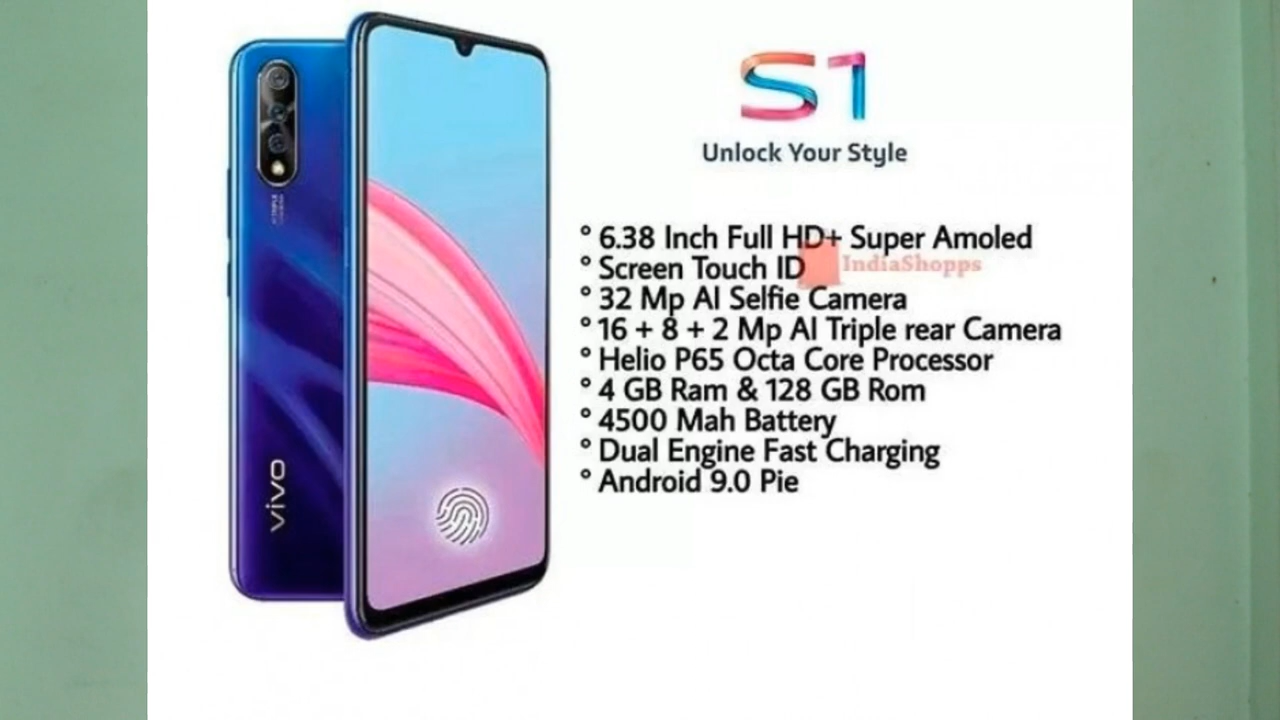 S1
Unlock Your Style
° 6.38 Inch Full HD+ Super Amoled
° Screen Touch ID
IndiaShopps
° 32 Mp AI Selfie Camera
° 16 + 8 + 2 Mp AI Triple rear Camera
° Helio P65 Octa Core Processor
° 4 GB Ram & 128 GB Rom
° 4500 Mah Battery
° Dual Engine Fast Charging
° Android 9.0 Pie
vivo